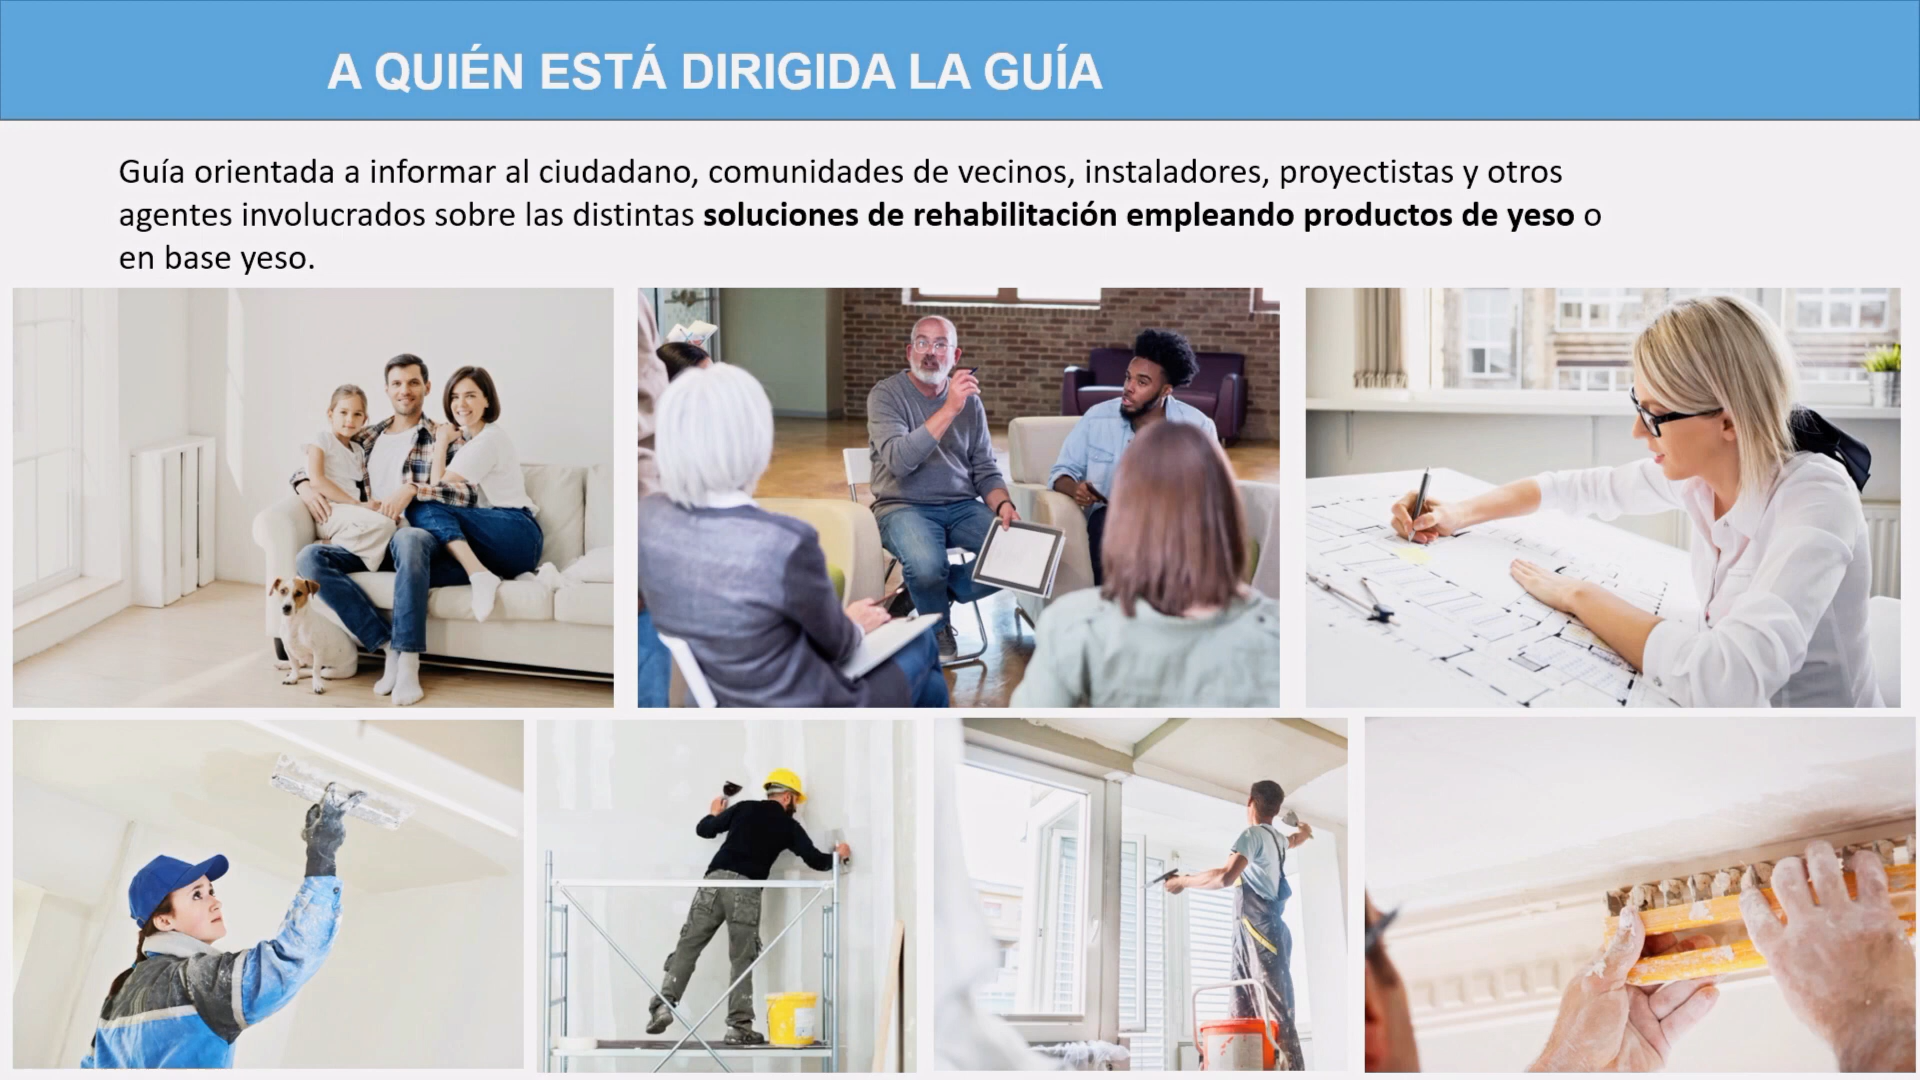 A QUIÉN ESTÁ DIRIGIDA LA GUÍA
Guía orientada a informar al ciudadano, comunidades de vecinos, instaladores, proyectistas y otros
agentes involucrados sobre las distintas soluciones de rehabilitación empleando productos de yeso o
en base yeso.